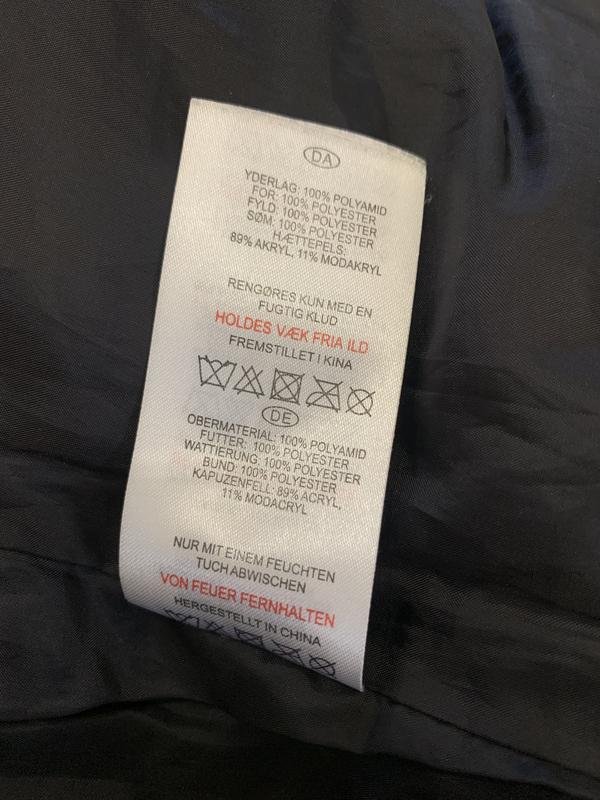 DA
YDERLAG: 100% POLYAMID
FOR: 100% POLYESTER
FYLD: 100% POLYESTER
SØM: 100% POLYESTER
HÆTTEPELS:
89% AKRYL, 11% MODAKRYL
RENGØRES KUN MED EN
FUGTIG KLUD
HOLDES VÆK FRIA ILD
FREMSTILLET I KINA
DE
OBERMATERIAL: 100% POLYAMID
FUTTER: 100% POLYESTER
WATTIERUNG: 100% POLYESTER
BUND: 100% POLYESTER
KAPUZENFELL: 89% ACRYL,
11% MODACRYL
NUR MIT EINEM FEUCHTEN
TUCH ABWISCHEN
VON FEUER FERNHALTEN
HERGESTELLT IN CHINA